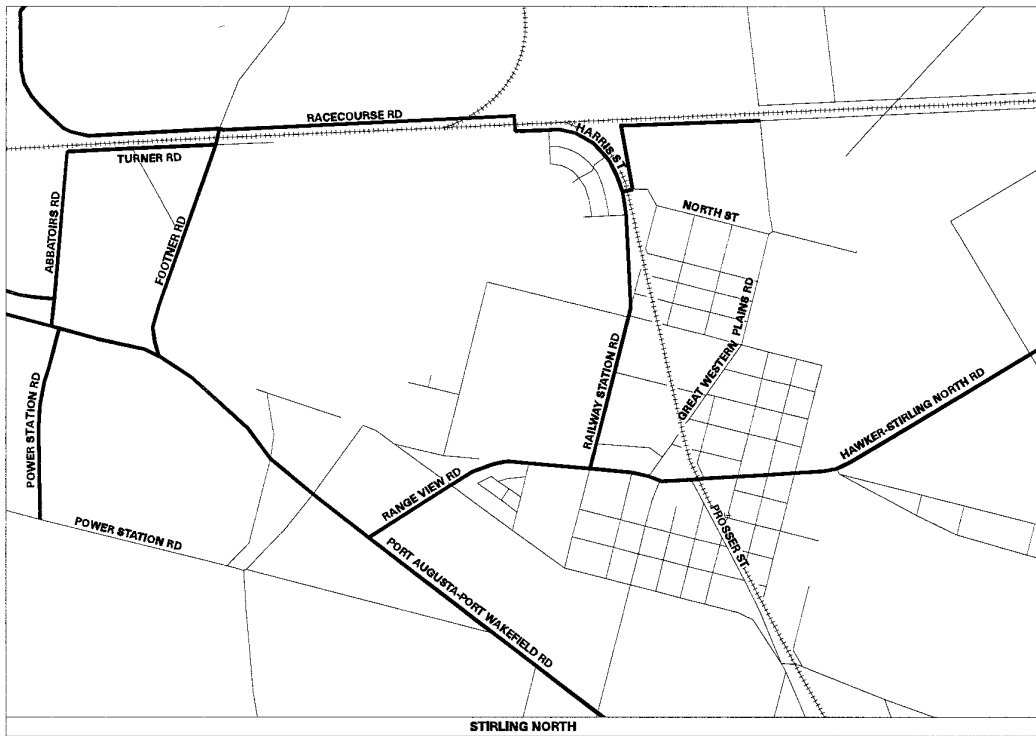 RACECOURSE RD
HARRIS ST
TURNER RD
ABBATOIRS RD
FOOTNER RD
NORTH ST
GREAT WESTERN PLAINS RD
RAILWAY STATION RD
POWER STATION RD
HAWKER-STIRLING NORTH RD
RANGE VIEW RD
POWER STATION RD
PROSSER ST
PORT AUGUSTA-PORT WAKEFIELD RD
STIRLING NORTH